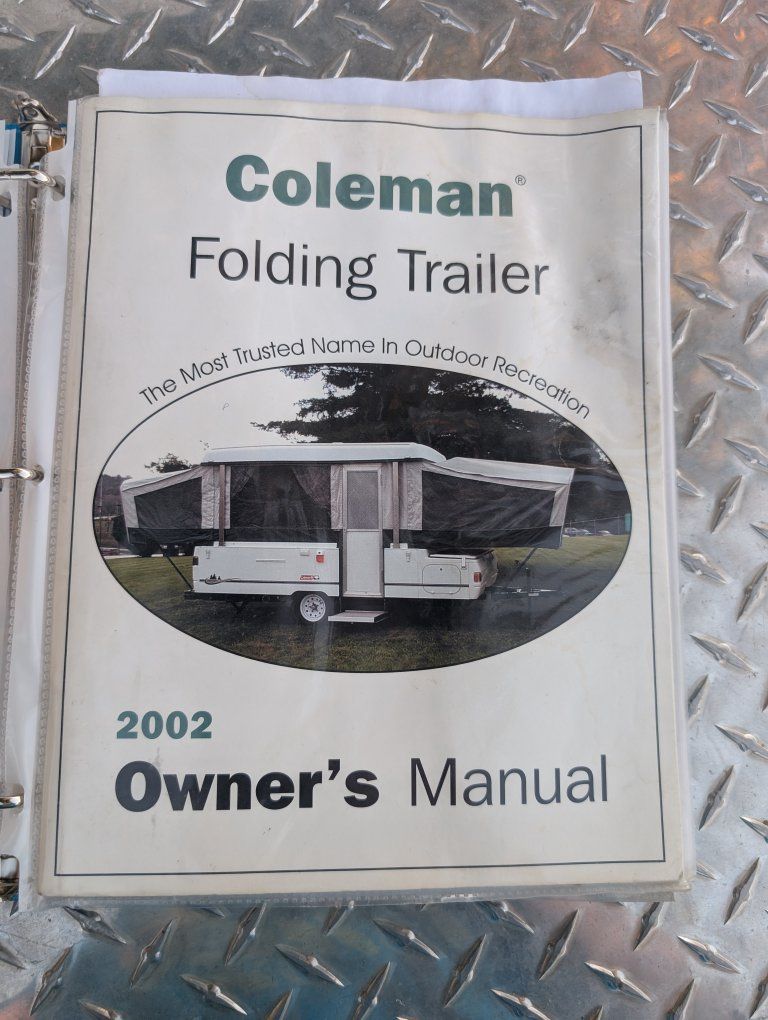 Coleman®
Folding Trailer
The Most Trusted Name In Outdoor Recreation
2002
Owner's Manual